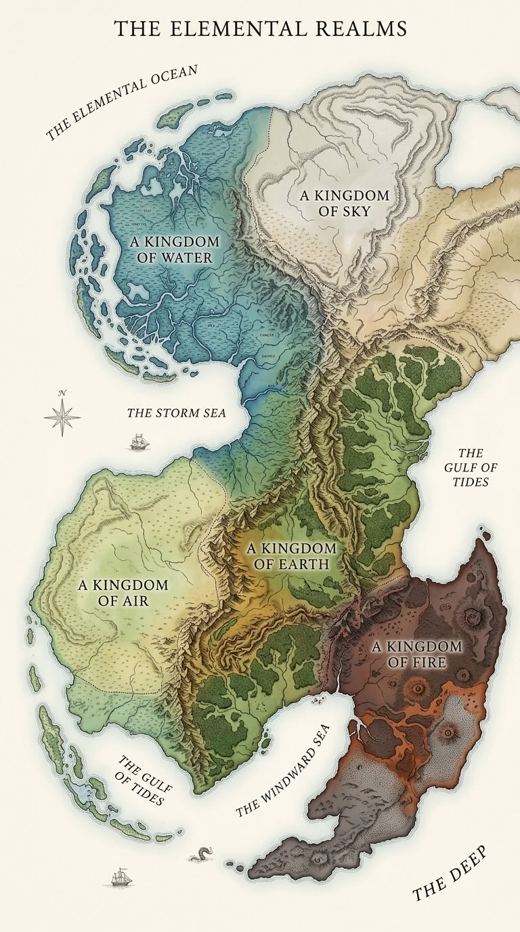 THE ELEMENTAL REALMS
THE ELEMENTAL OCEAN
A KINGDOM
OF SKY
A KINGDOM
OF WATER
N
THE STORM SEA
THE
GULF OF
TIDES
A KINGDOM
OF EARTH
A KINGDOM
OF AIR
A KINGDOM
OF FIRE
THE GULF
OF TIDES
THE WINDWARD SEA
THE DEEP